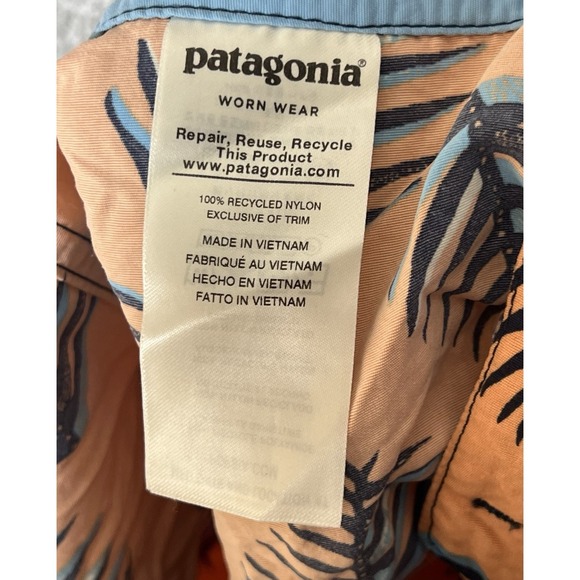 patagonia®
WORN WEAR
Repair, Reuse, Recycle
This Product
www.patagonia.com
100% RECYCLED NYLON
EXCLUSIVE OF TRIM
MADE IN VIETNAM
FABRIQUÉ AU VIETNAM
HECHO EN VIETNAM
FATTO IN VIETNAM